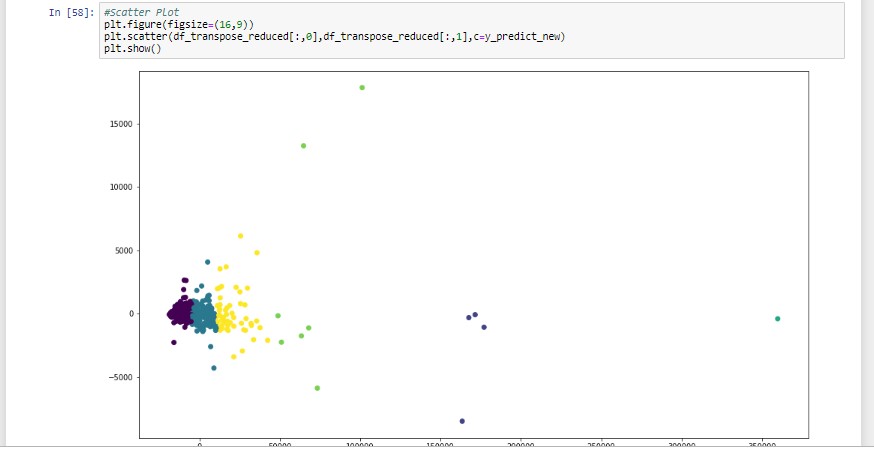 In [58]:
#Scatter Plot
plt.figure(figsize=(16,9))
plt.scatter(df_transpose_reduced[:,0],df_transpose_reduced[:,1],c=y_predict_new)
plt.show()
15000
10000
5000
0
−5000
0 50000 100000 150000 200000 250000 300000 350000